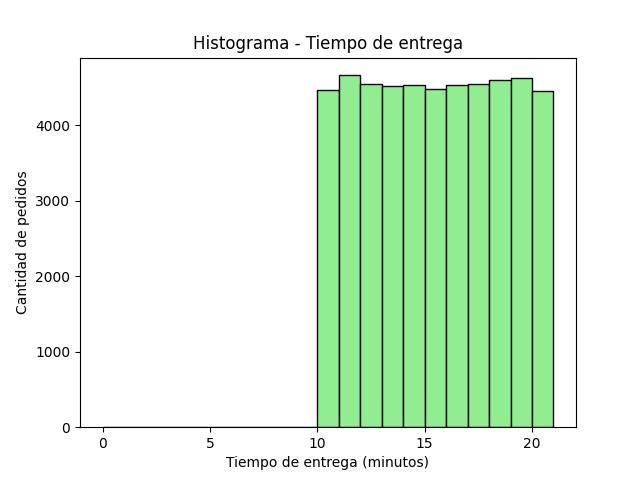 Histograma - Tiempo de entrega
Cantidad de pedidos
4000
3000
2000
1000
0
0 5 10 15 20
Tiempo de entrega (minutos)